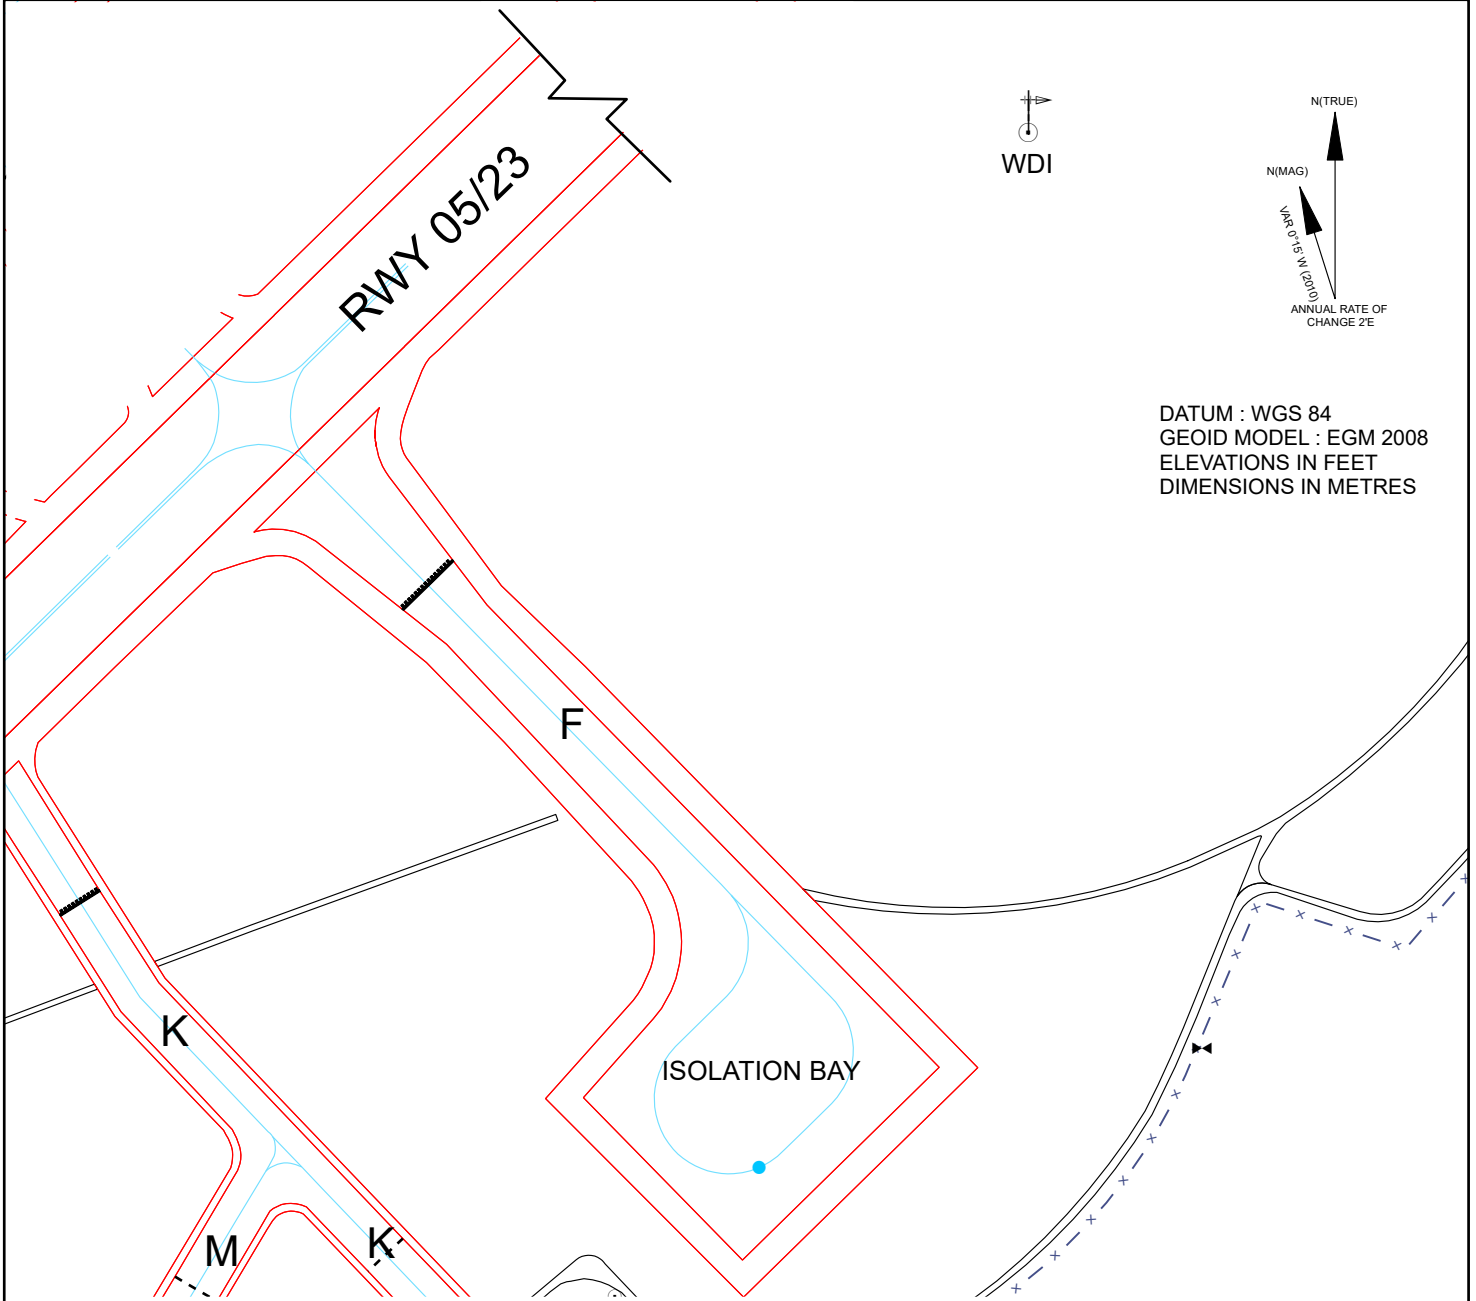 N(TRUE)
WDI
RWY 05/23
N(MAG)
VAR 0°15' W (2010)
ANNUAL RATE OF
CHANGE 2'E
DATUM : WGS 84
GEOID MODEL : EGM 2008
ELEVATIONS IN FEET
DIMENSIONS IN METRES
F
K
ISOLATION BAY
M
K